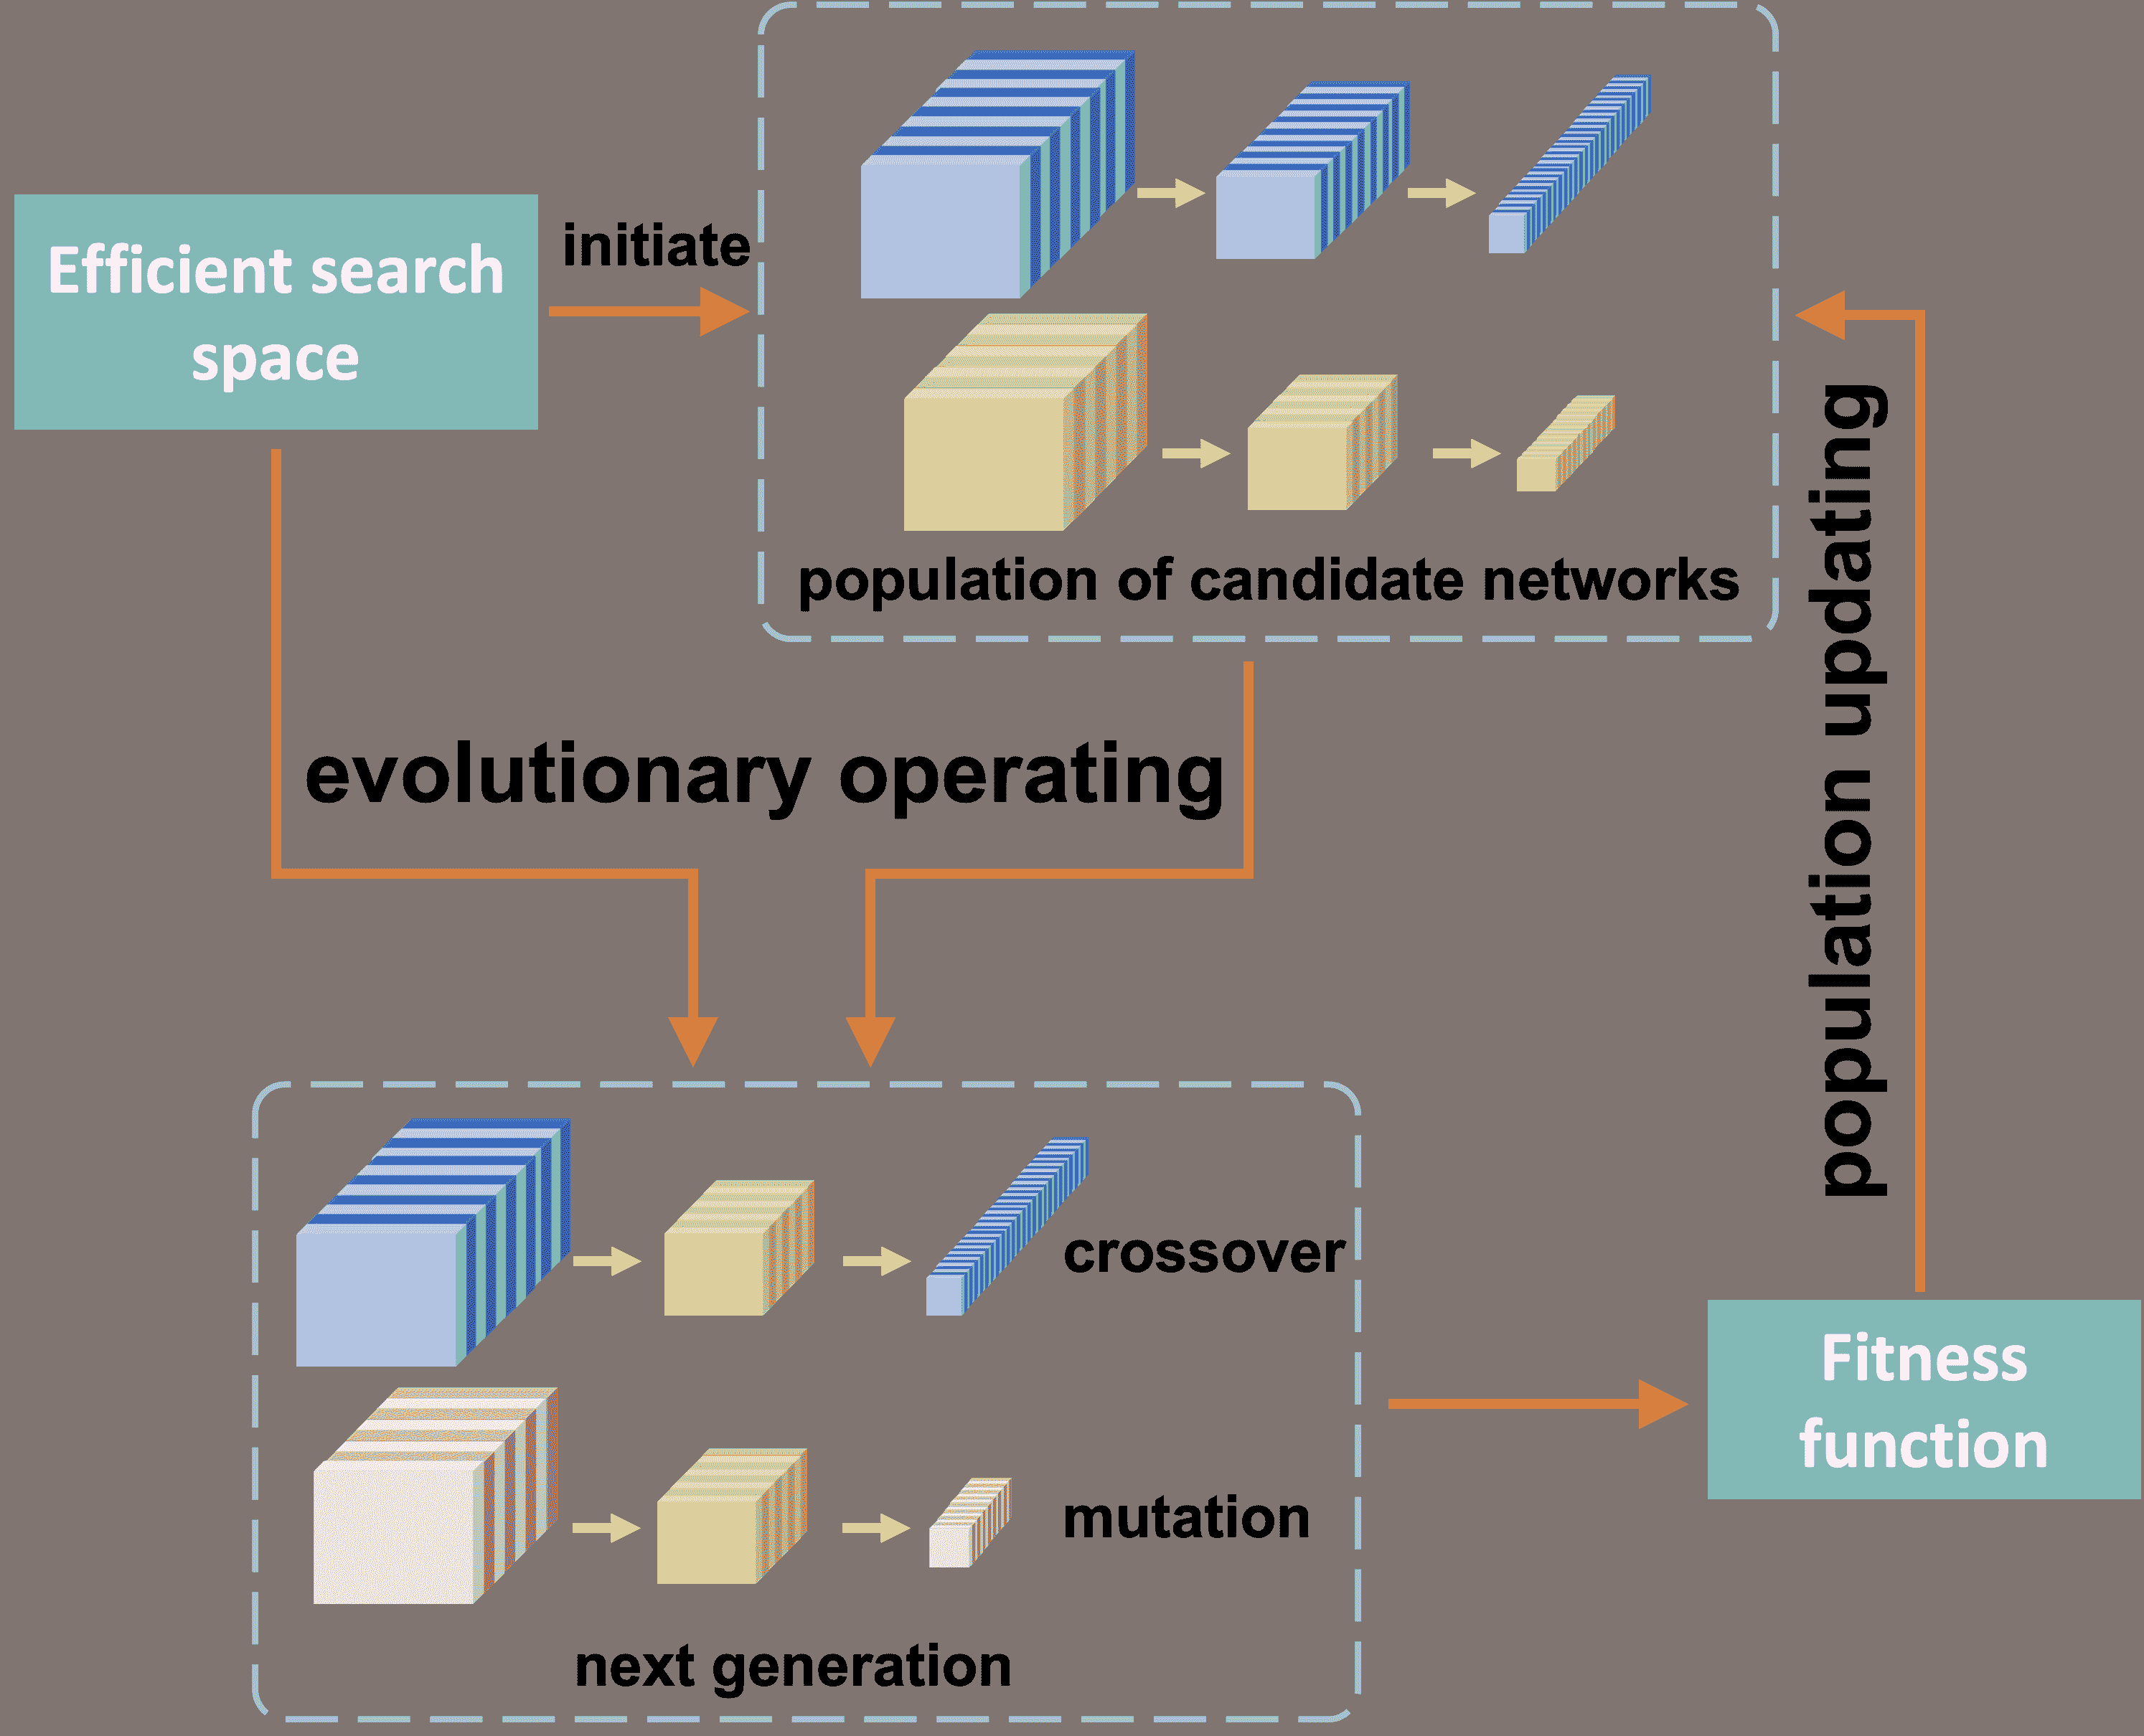 Efficient search
space
initiate
population of candidate networks
evolutionary operating
population updating
crossover
mutation
next generation
Fitness
function